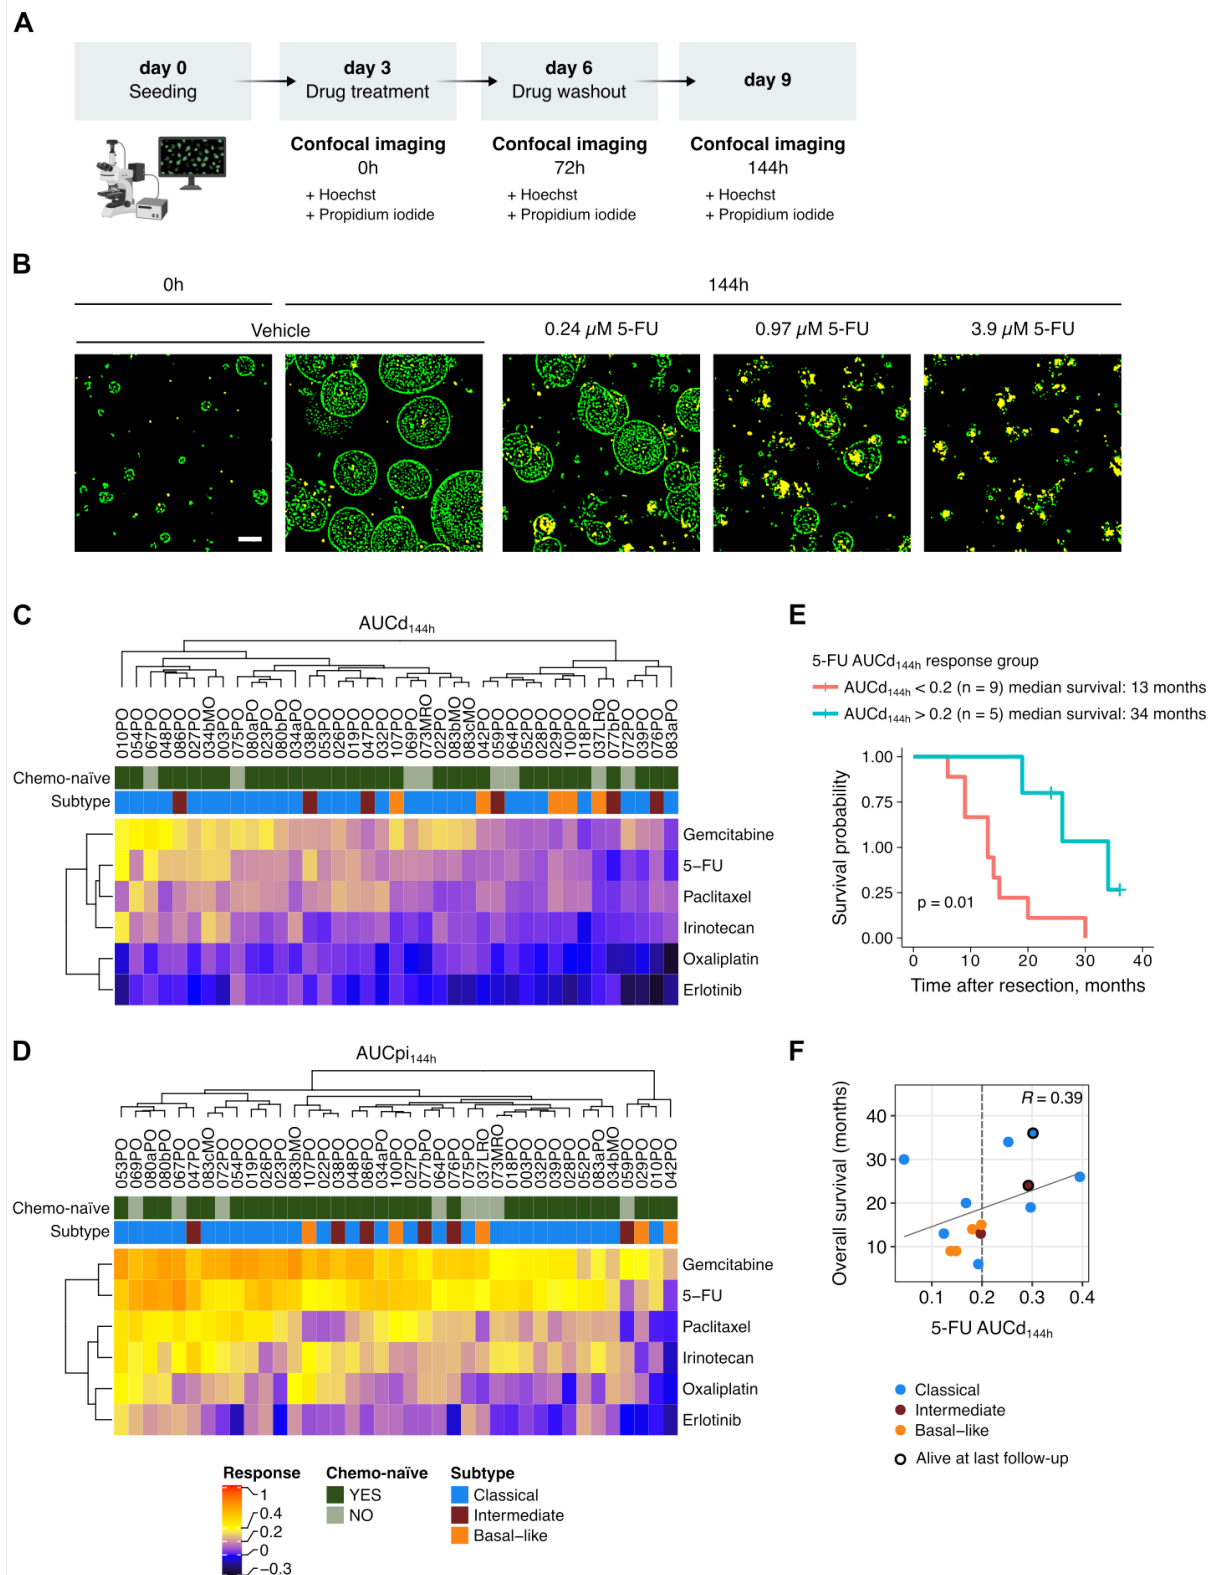 A
day 0
Seeding
day 3
Drug treatment
day 6
Drug washout
day 9
Confocal imaging
0h
+ Hoechst
+ Propidium iodide
Confocal imaging
72h
+ Hoechst
+ Propidium iodide
Confocal imaging
144h
+ Hoechst
+ Propidium iodide
B
0h
144h
Vehicle
0.24 µM 5-FU
0.97 µM 5-FU
3.9 µM 5-FU
C
AUCd144h
010PO
054PO
067PO
048PO
086PO
027PO
034bMO
003PO
075PO
080aPO
023PO
080bPO
034aPO
038PO
053PO
026PO
019PO
047PO
032PO
107PO
069PO
073MRO
022PO
083bMO
083cMO
042PO
059PO
064PO
052PO
028PO
029PO
100PO
018PO
037LRO
077bPO
072PO
039PO
076PO
083aPO
Chemo-naïve
Subtype
Gemcitabine
5−FU
Paclitaxel
Irinotecan
Oxaliplatin
Erlotinib
D
AUCpi144h
053PO
069PO
080aPO
080bPO
067PO
047PO
083cMO
072PO
054PO
019PO
026PO
023PO
083bMO
107PO
022PO
038PO
048PO
086PO
034aPO
100PO
027PO
077bPO
064PO
076PO
075PO
037LRO
073MRO
018PO
003PO
032PO
039PO
028PO
052PO
083aPO
034bMO
059PO
029PO
010PO
042PO
Chemo-naïve
Subtype
Gemcitabine
5−FU
Paclitaxel
Irinotecan
Oxaliplatin
Erlotinib
Response
1
0.4
0.2
0
−0.3
Chemo-naïve
YES
NO
Subtype
Classical
Intermediate
Basal−like
E
5-FU AUCd144h response group
AUCd144h < 0.2 (n = 9) median survival: 13 months
AUCd144h > 0.2 (n = 5) median survival: 34 months
Survival probability
1.00
0.75
1.00
0.25
0.00
p = 0.01
0 10 20 30 40
Time after resection, months
F
R = 0.39
Overall survival (months)
40
30
20
10
0.1 0.2 0.3 0.4
5-FU AUCd144h
Classical
Intermediate
Basal-like
Alive at last follow-up